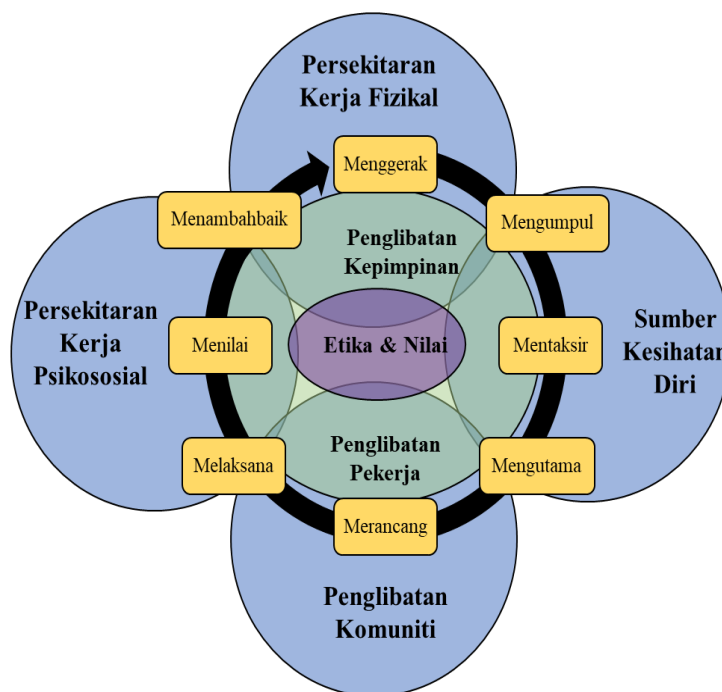 Persekitaran
Kerja Fizikal
Menggerak
Menambahbaik
Mengumpul
Penglibatan
Kepimpinan
Persekitaran
Kerja
Psikososial
Menilai
Etika & Nilai
Mentaksir
Sumber
Kesihatan
Diri
Penglibatan
Pekerja
Melaksana
Mengutama
Merancang
Penglibatan
Komuniti